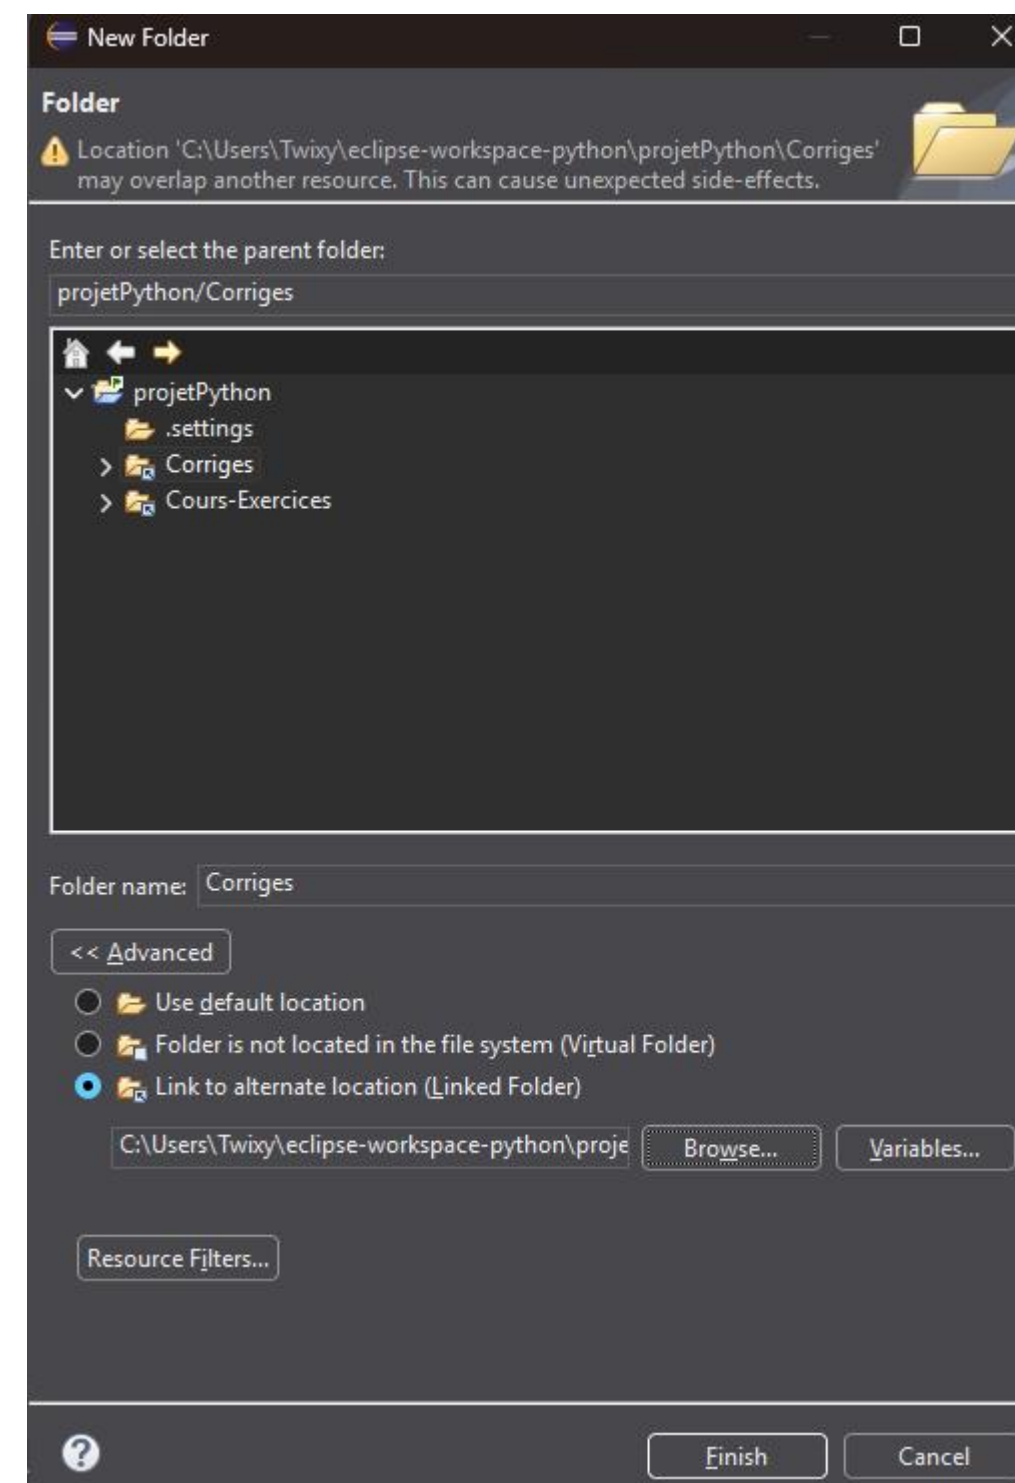 New Folder
Folder
Location 'C:\Users\Twixy\eclipse-workspace-python\projetPython\Corriges'
may overlap another resource. This can cause unexpected side-effects.
Enter or select the parent folder:
projetPython/Corriges
projetPython
.settings
Corriges
Cours-Exercices
Folder name: Corriges
<< Advanced
Use default location
Folder is not located in the file system (Virtual Folder)
Link to alternate location (Linked Folder)
C:\Users\Twixy\eclipse-workspace-python\proje Browse... Variables...
Resource Filters...
Finish Cancel